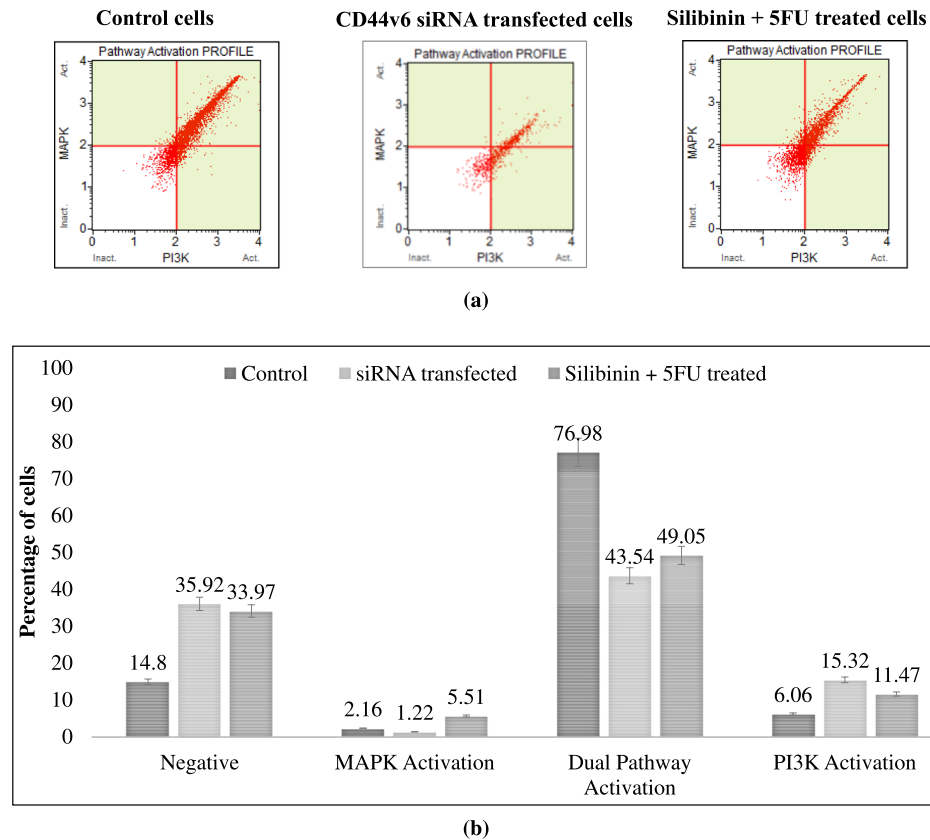 Control cells
CD44v6 siRNA transfected cells
Silibinin + 5FU treated cells
Pathway Activation PROFILE
4
3
2
1
0 1 2 3 4
Act.
MAPK
Inact.
Inact. PI3K Act.
Pathway Activation PROFILE
4
3
2
1
0 1 2 3 4
Act.
MAPK
Inact.
Inact. PI3K Act.
Pathway Activation PROFILE
4
3
2
1
0 1 2 3 4
Act.
MAPK
Inact.
Inact. PI3K Act.
(a)
Percentage of cells
100
90
80
70
60
50
40
30
20
10
0
Control siRNA transfected Silibinin + 5FU treated
14.8 35.92 33.97
2.16 1.22 5.51
76.98 43.54 49.05
6.06 15.32 11.47
Negative
MAPK Activation
Dual Pathway
Activation
PI3K Activation
(b)